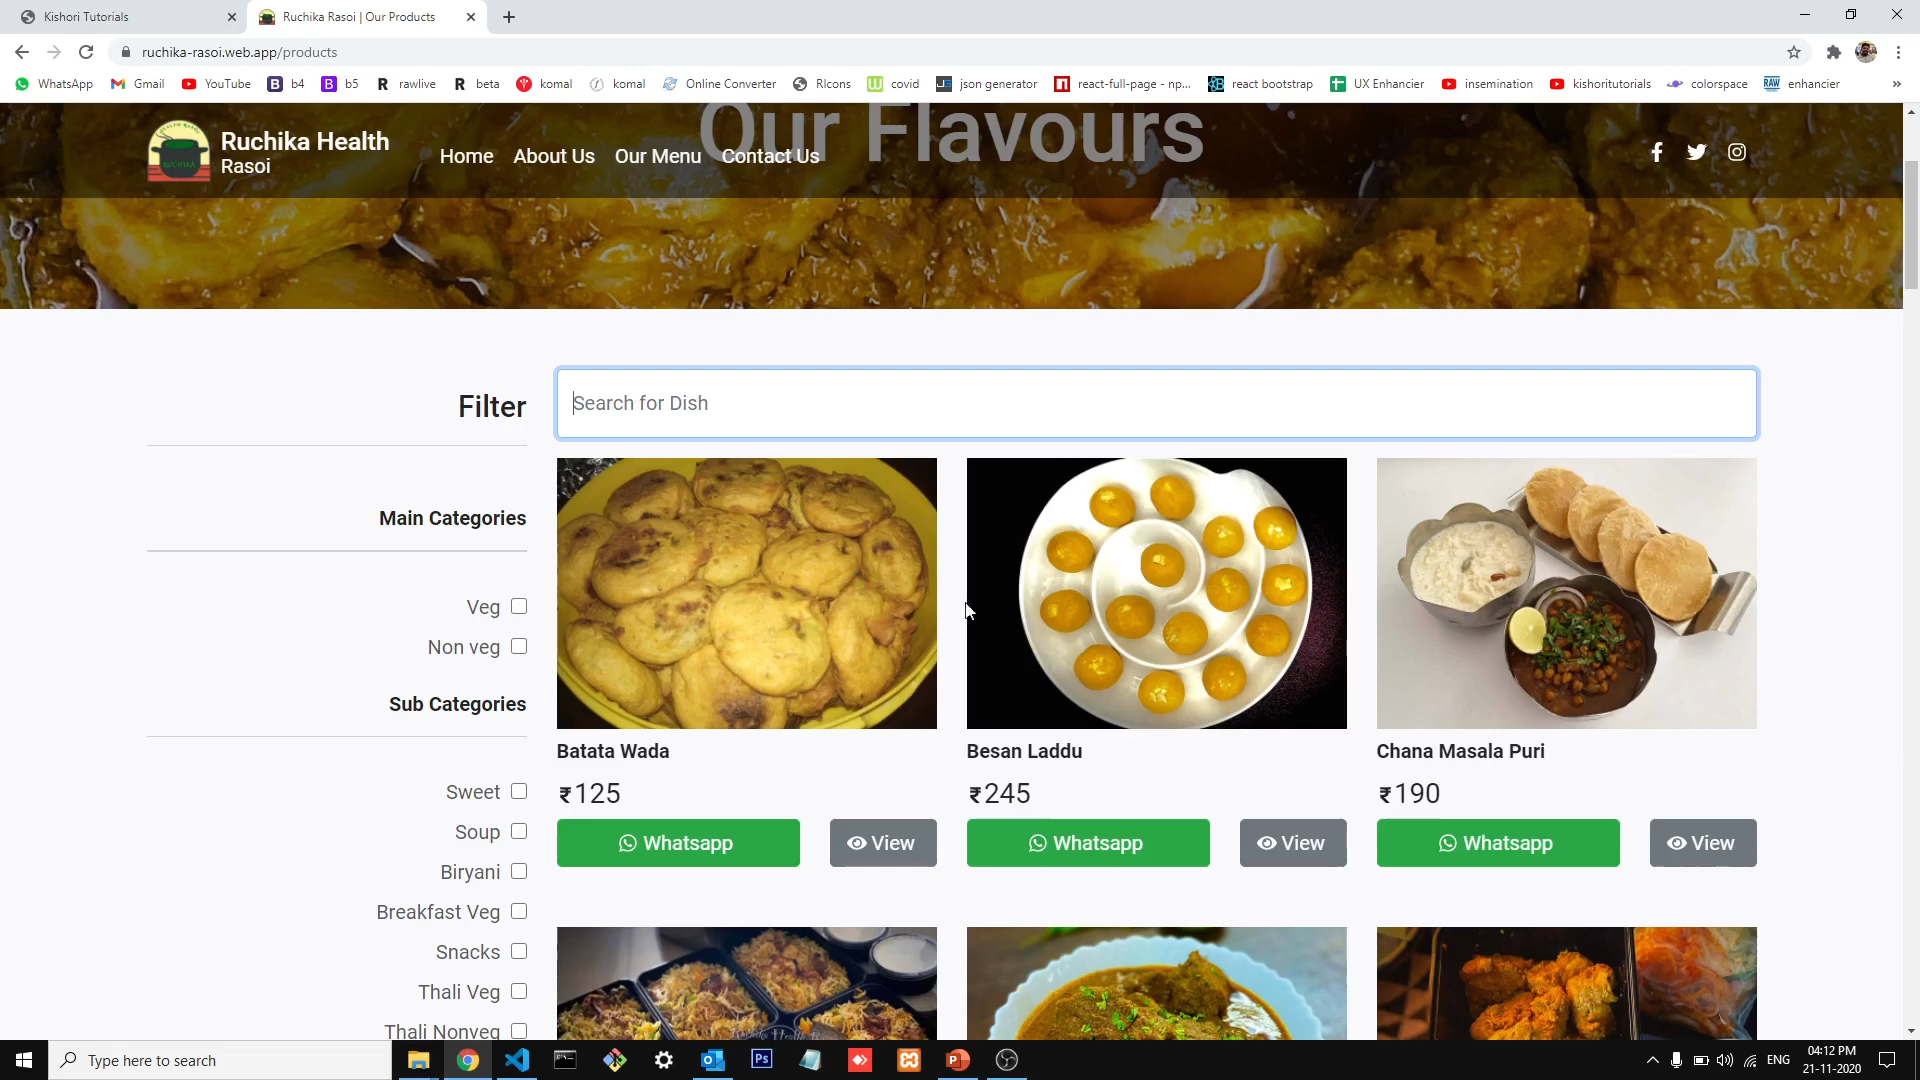 Kishori Tutorials
Ruchika Rasoi | Our Products
ruchika-rasoi.web.app/products
WhatsApp
Gmail
YouTube
b4
b5
rawlive
beta
komal
komal
Online Converter
RIcons
covid
json generator
react-full-page - np...
react bootstrap
UX Enhancier
insemination
kishoritutorials
colorspace
RAW
enhancier
»
Our Flavours
Ruchika Health
Rasoi
Home
About Us
Our Menu
Contact Us
Filter
Search for Dish
Main Categories
Veg
Non veg
Sub Categories
Sweet
Soup
Biryani
Breakfast Veg
Snacks
Thali Veg
Thali Nonveg
Batata Wada
₹125
Whatsapp
View
Besan Laddu
₹245
Whatsapp
View
Chana Masala Puri
₹190
Whatsapp
View
Type here to search
ENG
04:12 PM
21-11-2020